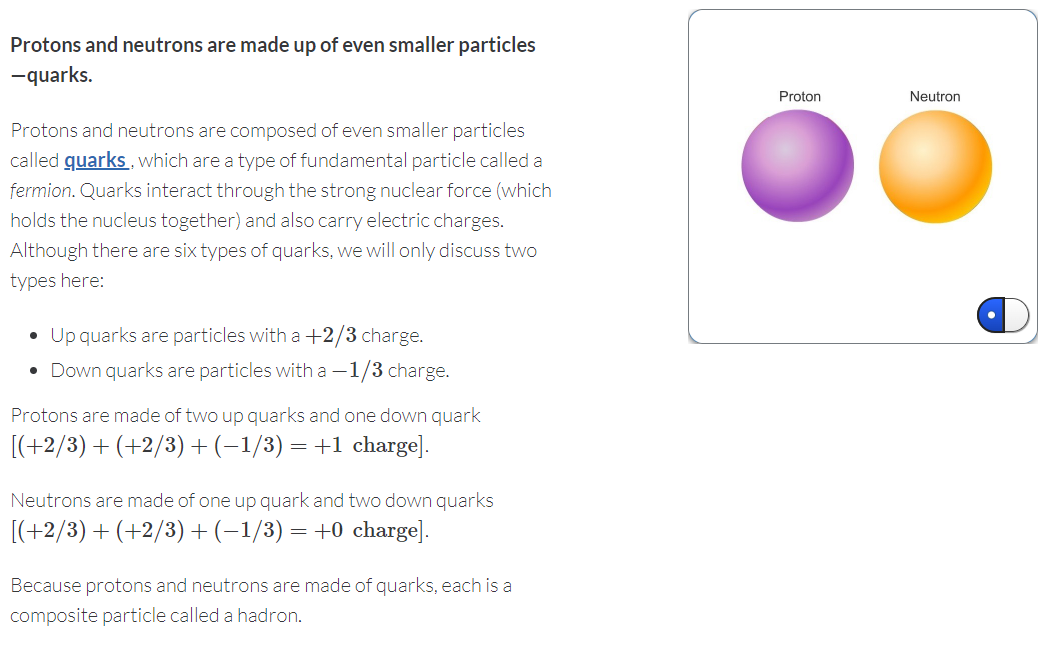 Protons and neutrons are made up of even smaller particles
—quarks.
Protons and neutrons are composed of even smaller particles
called quarks , which are a type of fundamental particle called a
fermion. Quarks interact through the strong nuclear force (which
holds the nucleus together) and also carry electric charges.
Although there are six types of quarks, we will only discuss two
types here:
• Up quarks are particles with a +2/3 charge.
• Down quarks are particles with a −1/3 charge.
Protons are made of two up quarks and one down quark
[(+2/3) + (+2/3) + (−1/3) = +1 charge].
Neutrons are made of one up quark and two down quarks
[(+2/3) + (+2/3) + (−1/3) = +0 charge].
Because protons and neutrons are made of quarks, each is a
composite particle called a hadron.
Proton
Neutron